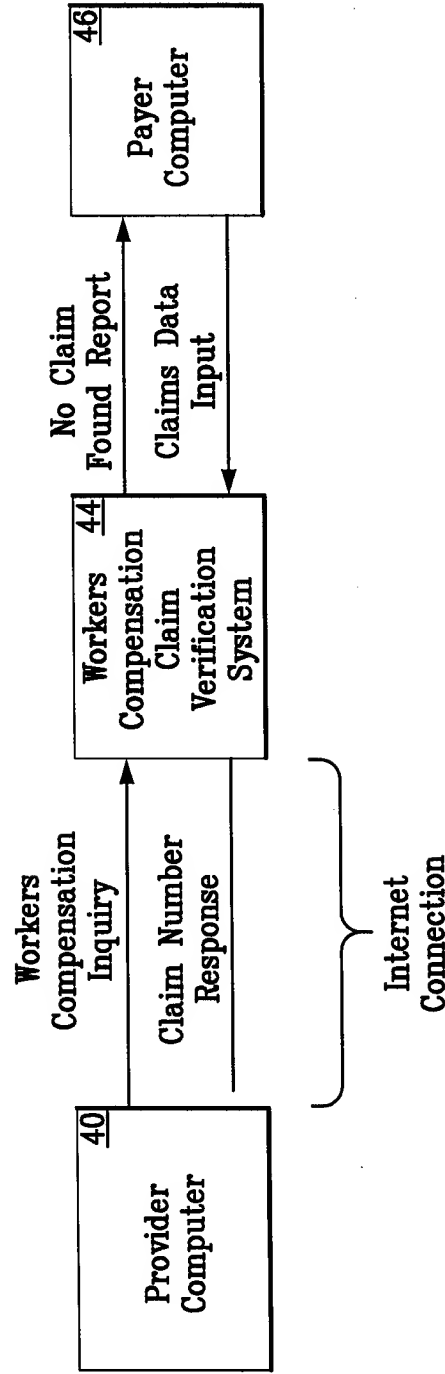 40
Provider
Computer
Workers
Compensation
Inquiry
Claim Number
Response
Internet
Connection
44
Workers
Compensation
Claim
Verification
System
No Claim
Found Report
Claims Data
Input
46
Payer
Computer